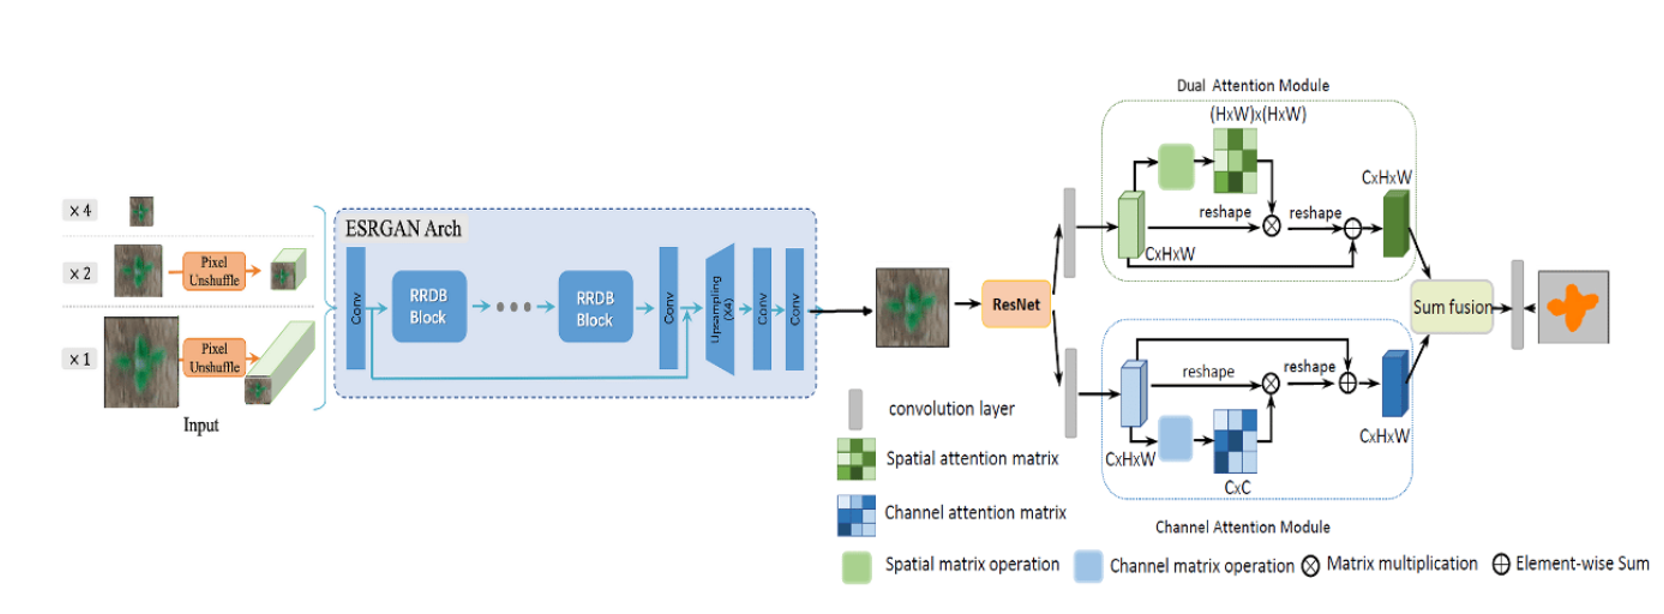 × 4
× 2
Pixel
Unshuffle
× 1
Pixel
Unshuffle
Input
ESRGAN Arch
Conv
RRDB
Block
RRDB
Block
Conv
Upsampling
(X4)
Conv
Conv
ResNet
Dual Attention Module
(HxW)x(HxW)
CxHxW
reshape
reshape
CxHxW
Sum fusion
reshape
reshape
CxHxW
CxHxW
CxC
Channel Attention Module
convolution layer
Spatial attention matrix
Channel attention matrix
Spatial matrix operation
Channel matrix operation
Matrix multiplication
Element-wise Sum